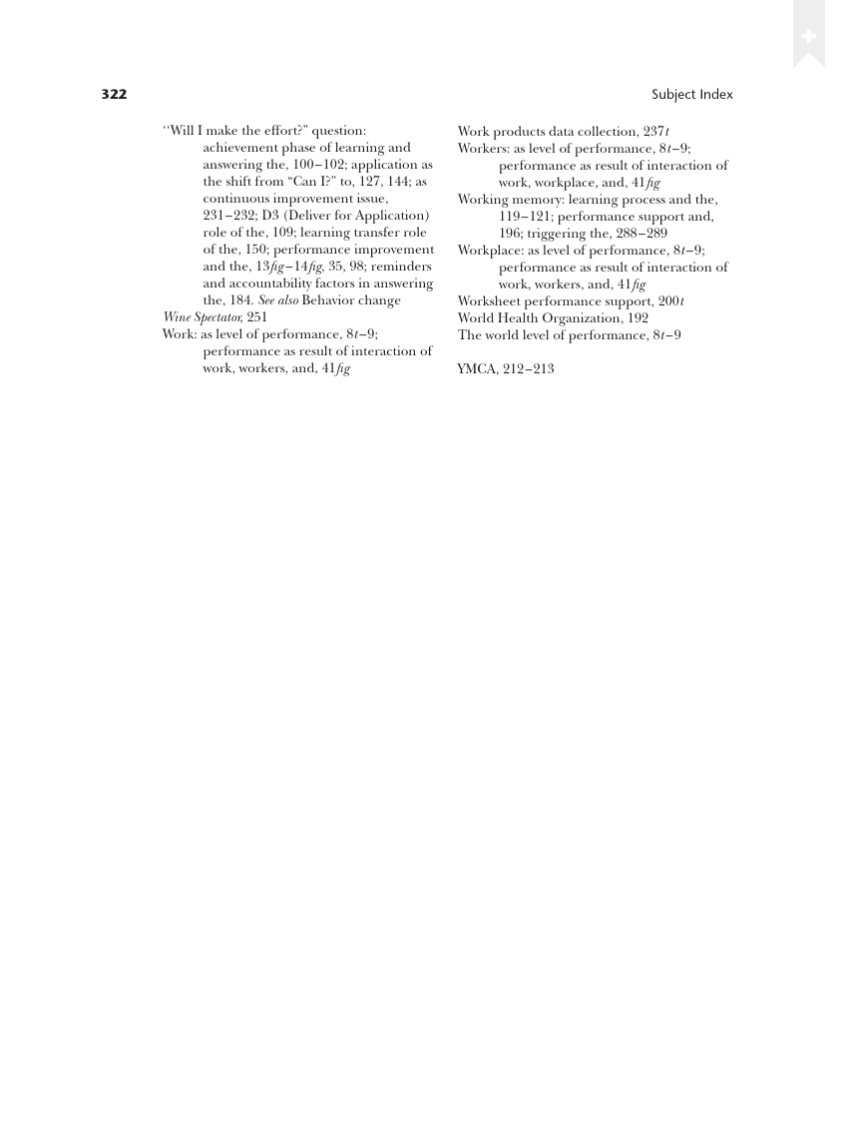 322
Subject Index
‘‘Will I make the effort?” question:
achievement phase of learning and
answering the, 100–102; application as
the shift from “Can I?” to, 127, 144; as
continuous improvement issue,
231–232; D3 (Deliver for Application)
role of the, 109; learning transfer role
of the, 150; performance improvement
and the, 13fig–14fig, 35, 98; reminders
and accountability factors in answering
the, 184. See also Behavior change
Wine Spectator, 251
Work: as level of performance, 8t–9;
performance as result of interaction of
work, workers, and, 41fig
Work products data collection, 237t
Workers: as level of performance, 8t–9;
performance as result of interaction of
work, workplace, and, 41fig
Working memory: learning process and the,
119–121; performance support and,
196; triggering the, 288–289
Workplace: as level of performance, 8t–9;
performance as result of interaction of
work, workers, and, 41fig
Worksheet performance support, 200t
World Health Organization, 192
The world level of performance, 8t–9
YMCA, 212–213